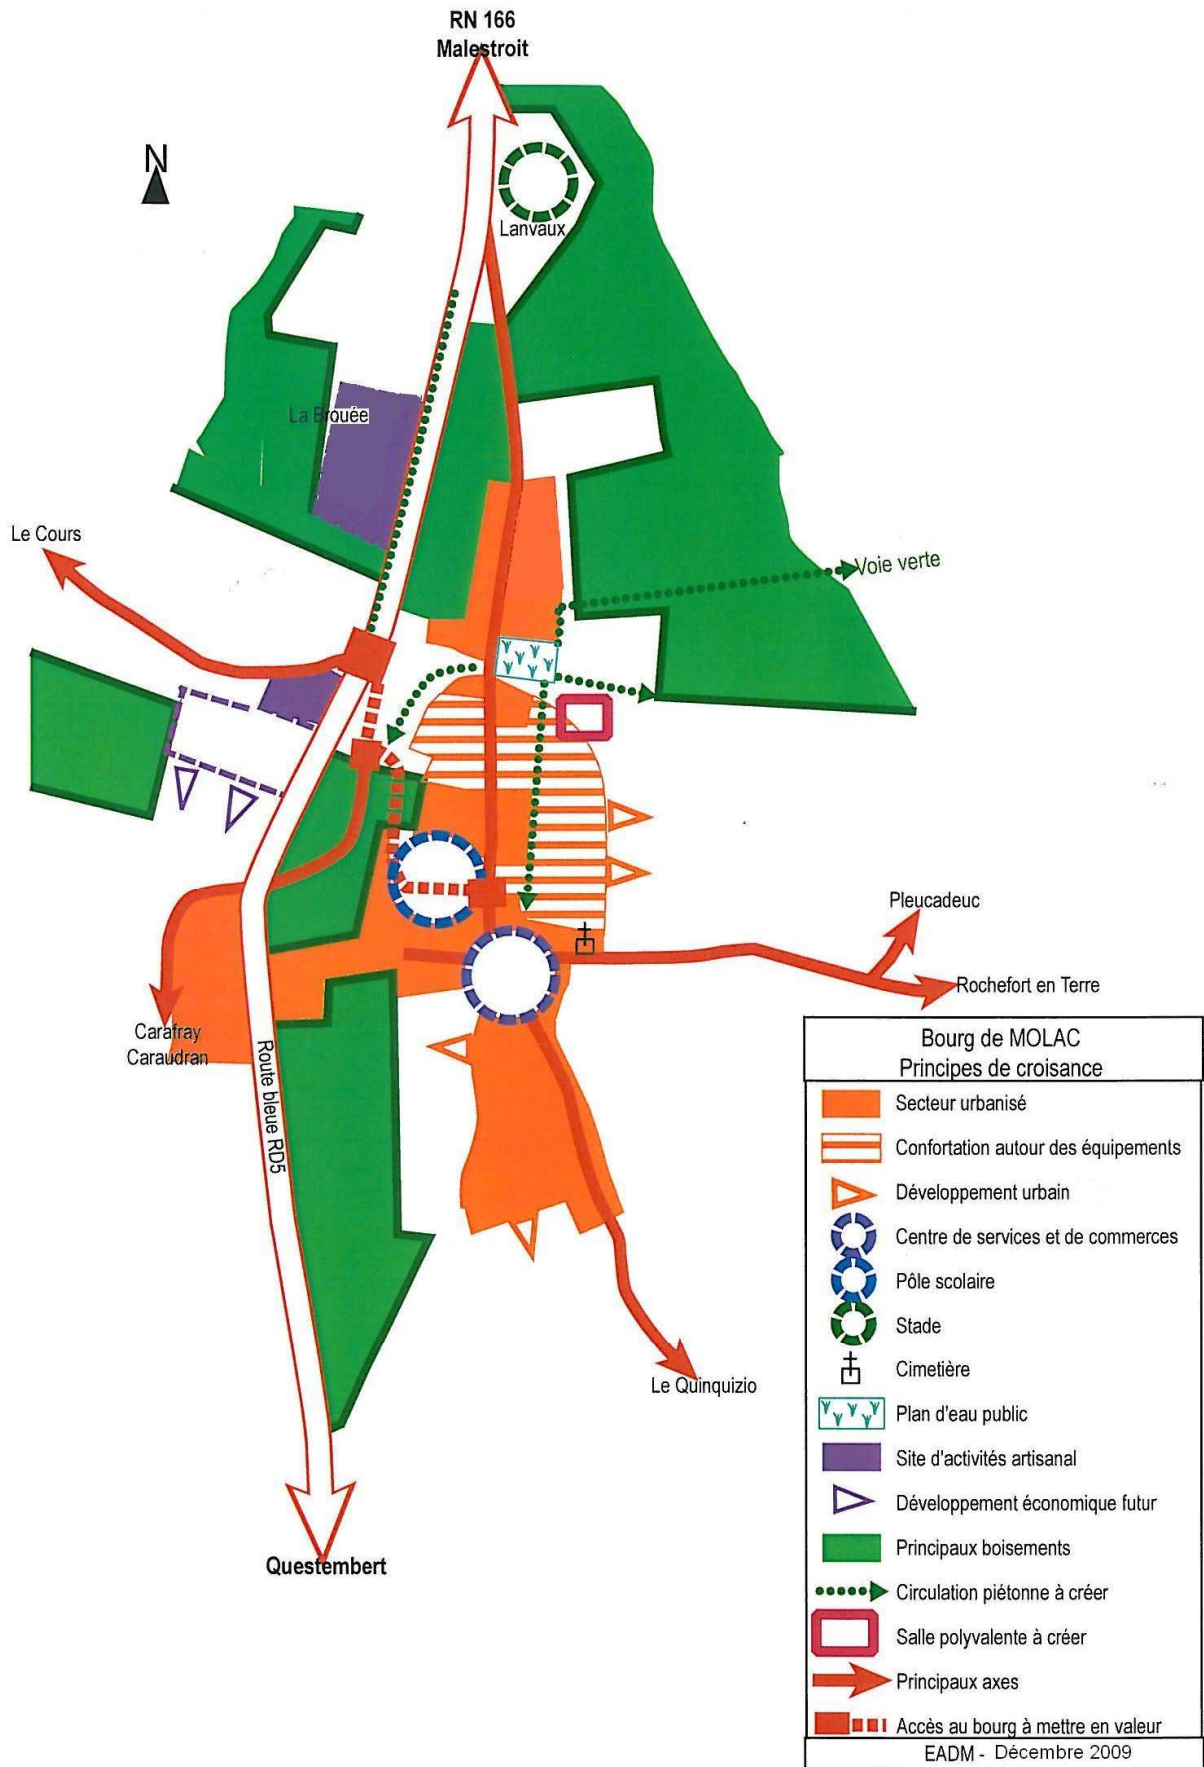 RN 166
Malestroit
N
Lanvaux
La Brouée
Le Cours
Voie verte
Pleucadeuc
Rochefort en Terre
Carafray
Caraudran
Route bleue RD5
Le Quinquizio
Questembert
Bourg de MOLAC
Principes de croisance
Secteur urbanisé
Confortation autour des équipements
Développement urbain
Centre de services et de commerces
Pôle scolaire
Stade
Cimetière
Plan d'eau public
Site d'activités artisanal
Développement économique futur
Principaux boisements
Circulation piétonne à créer
Salle polyvalente à créer
Principaux axes
Accès au bourg à mettre en valeur
EADM - Décembre 2009